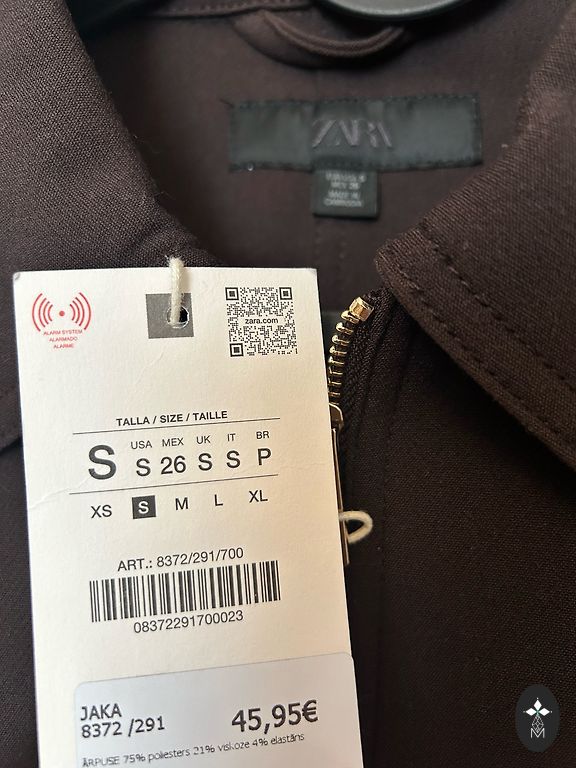 ZARA
ALARM SYSTEM
ALARMADO
ALARME
zara.com
TALLA / SIZE / TAILLE
USA MEX UK IT BR
S S 26 S S P
XS S M L XL
ART.: 8372/291/700
08372291700023
JAKA
8372 /291
45,95€
ĀRPUSE 75% poliesters 21% viskoze 4% elastāns
M